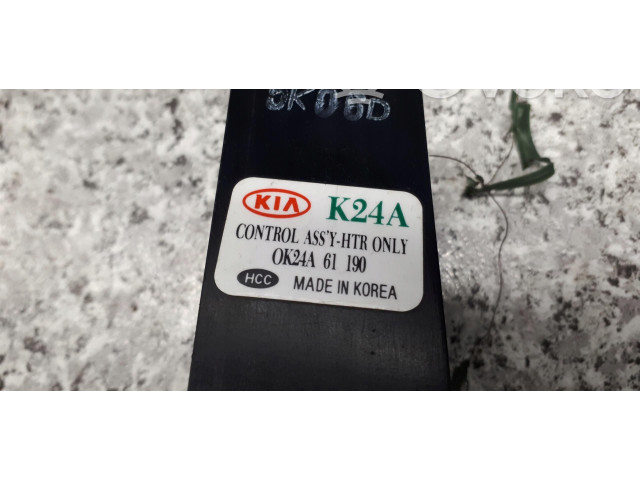 KIA K24A
CONTROL ASS'Y-HTR ONLY
OK24A 61 190
HCC MADE IN KOREA